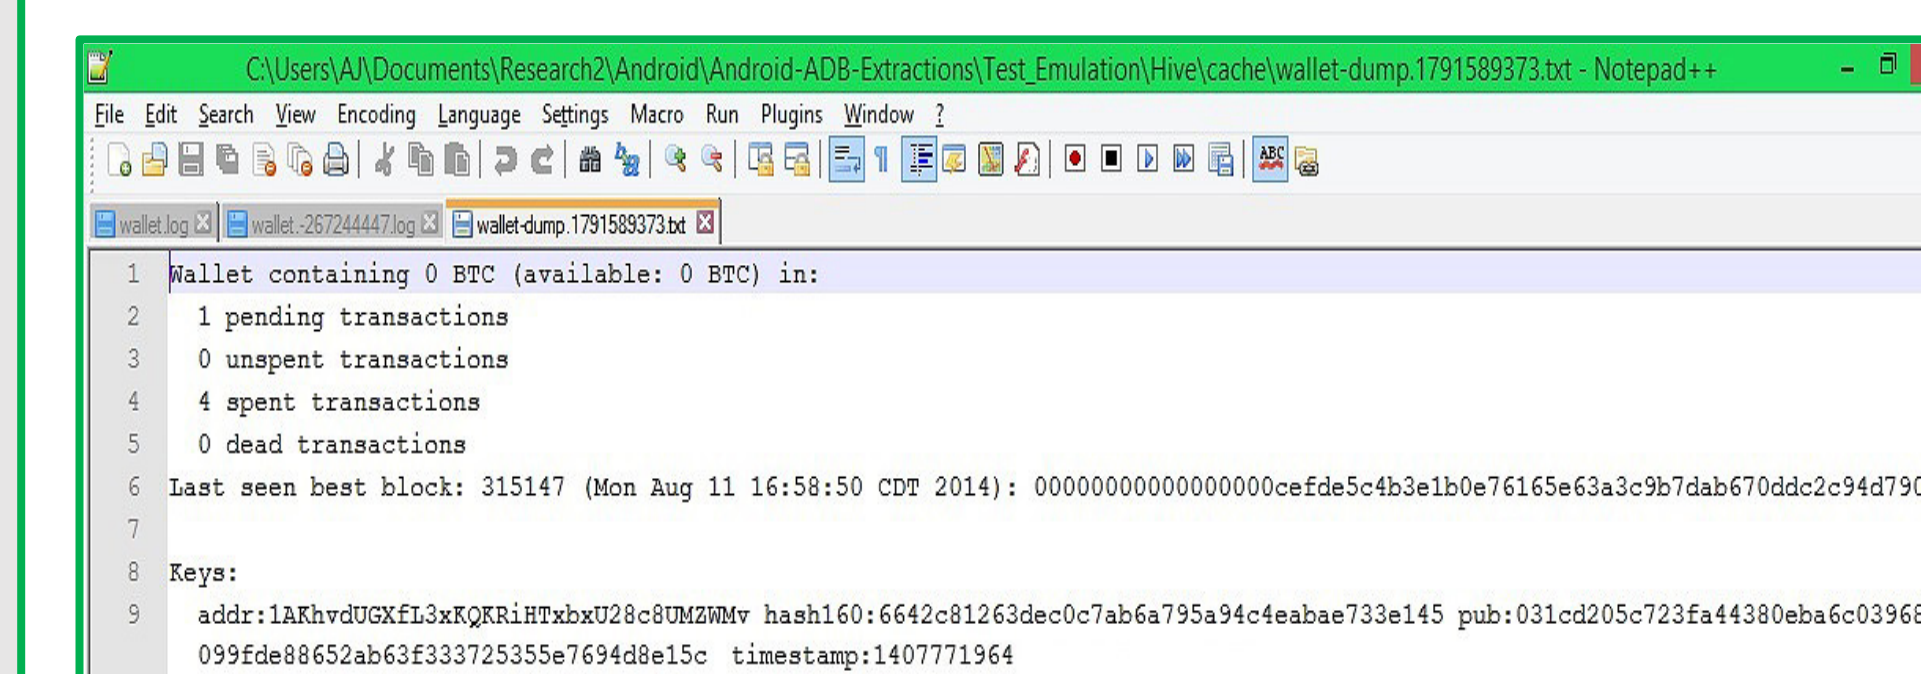 C:\Users\AJ\Documents\Research2\Android\Android-ADB-Extractions\Test_Emulation\Hive\cache\wallet-dump.1791589373.txt - Notepad++
File Edit Search View Encoding Language Settings Macro Run Plugins Window ?
ABC
wallet.log wallet.-267244447.log wallet-dump.1791589373.txt
1 Wallet containing 0 BTC (available: 0 BTC) in:
2 1 pending transactions
3 0 unspent transactions
4 4 spent transactions
5 0 dead transactions
6 Last seen best block: 315147 (Mon Aug 11 16:58:50 CDT 2014): 00000000000000000cefde5c4b3e1b0e76165e63a3c9b7dab670ddc2c94d790
7
8 Keys:
9 addr:1AKhvdUGXfL3xKQKRiHTxbxU28c8UMZWMv hash160:6642c81263dec0c7ab6a795a94c4eabae733e145 pub:031cd205c723fa44380eba6c03968
099fde88652ab63f333725355e7694d8e15c timestamp:1407771964